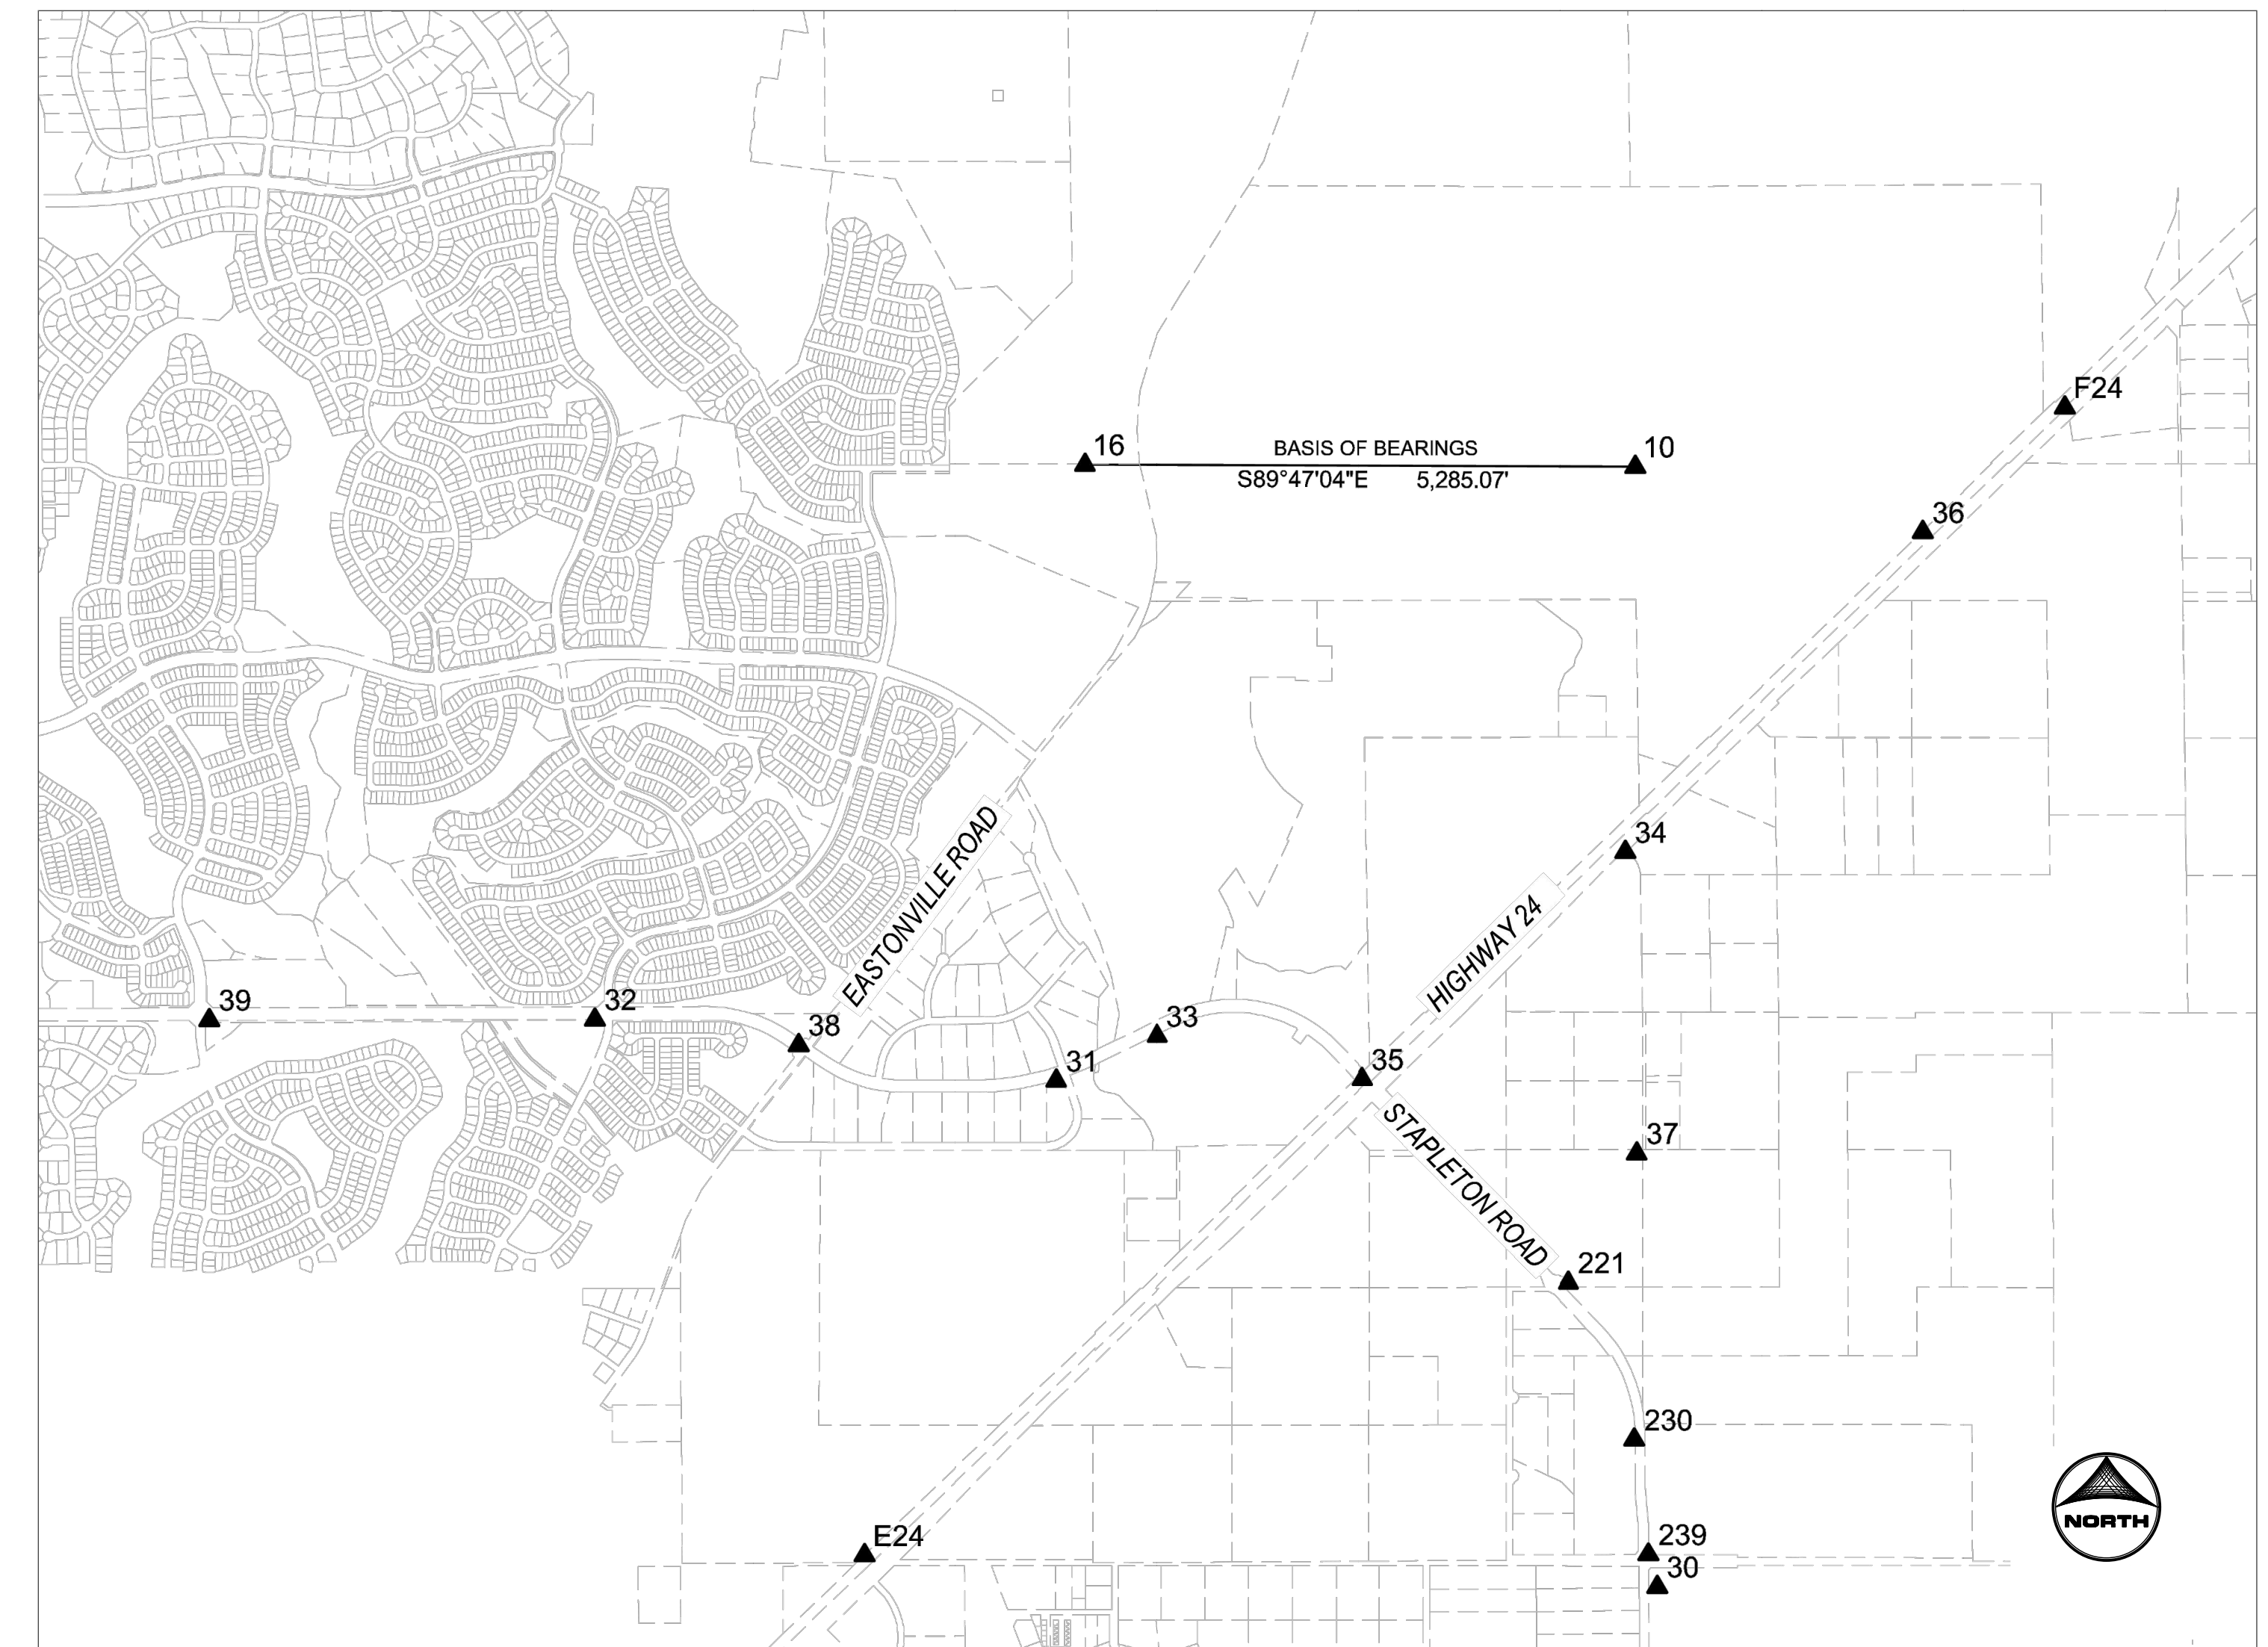 F24
16
BASIS OF BEARINGS
10
S89°47'04"E 5,285.07'
36
34
EASTONVILLE ROAD
HIGHWAY 24
39
32
38
33
31
35
STAPLETON ROAD
37
221
230
NORTH
E24
239
30